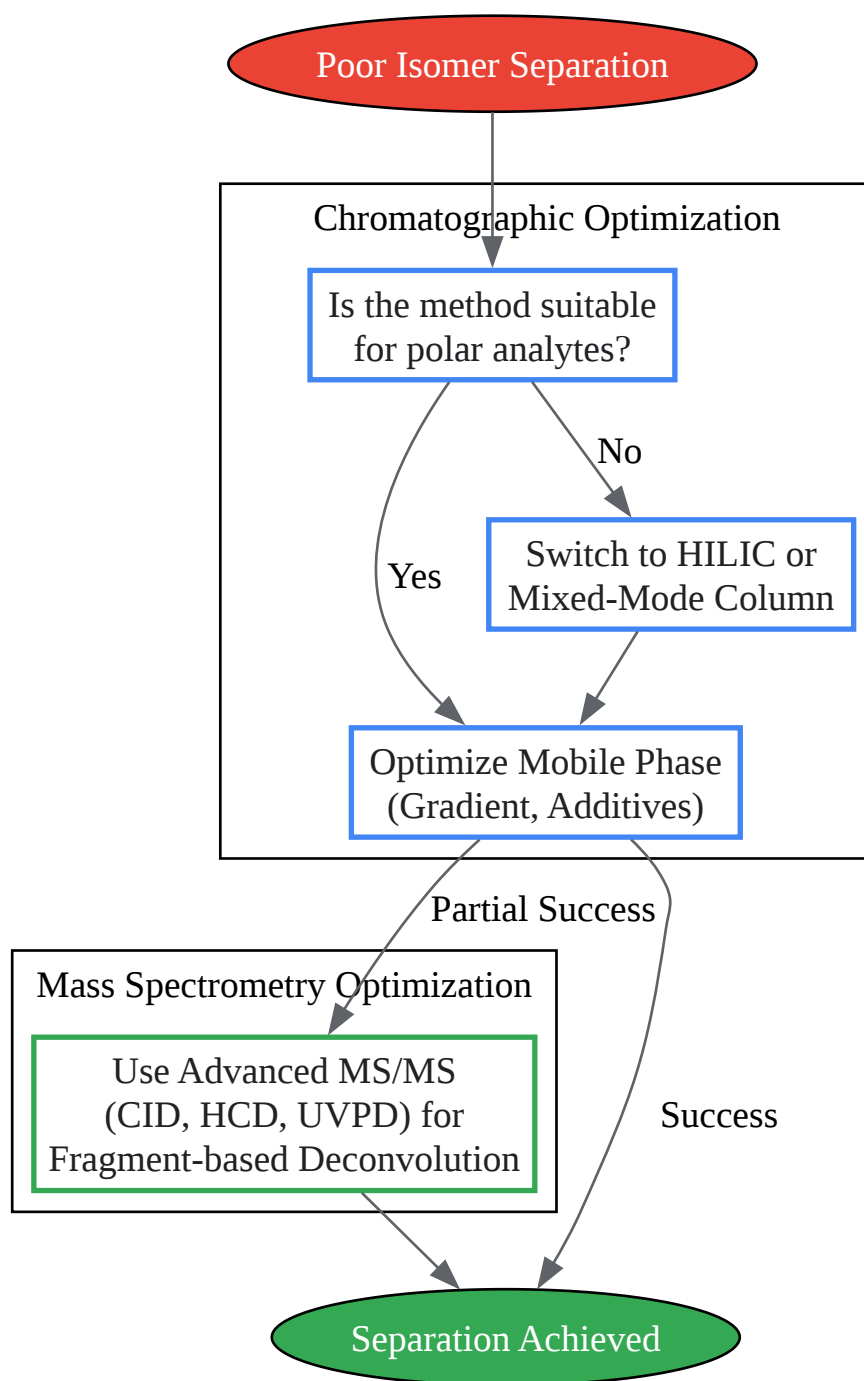 Poor Isomer Separation
Chromatographic Optimization
Is the method suitable
for polar analytes?
No
Switch to HILIC or
Mixed-Mode Column
Yes
Optimize Mobile Phase
(Gradient, Additives)
Partial Success
Mass Spectrometry Optimization
Use Advanced MS/MS
(CID, HCD, UVPD) for
Fragment-based Deconvolution
Success
Separation Achieved